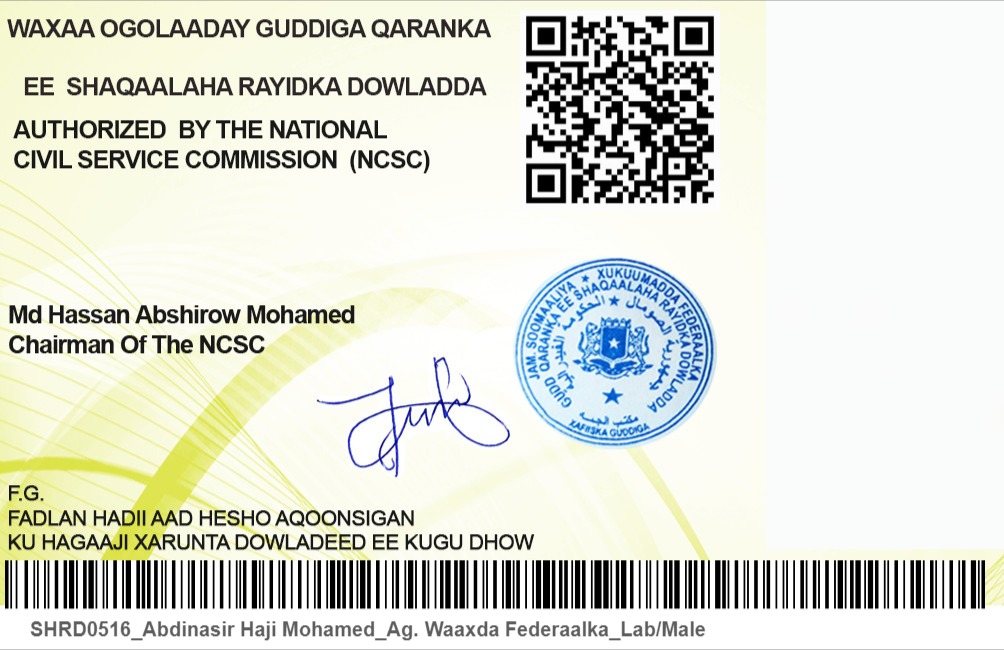 WAXAA OGOLAADAY GUDDIGA QARANKA
EE SHAQAALAHA RAYIDKA DOWLADDA
AUTHORIZED BY THE NATIONAL
CIVIL SERVICE COMMISSION (NCSC)
Md Hassan Abshirow Mohamed
Chairman Of The NCSC
JAM. SOOMAALIYA ★ XUKUUMADDA FEDERAALKA
GUDD QARANKA EE SHAQAALAHA RAYIDKA DOWLADDA
جمهورية الصومال ★ الحكومة الفيدرالية
XAFIISKA GUDDIGA
F.G.
FADLAN HADII AAD HESHO AQOONSIGAN
KU HAGAAJI XARUNTA DOWLADEED EE KUGU DHOW
SHRD0516_Abdinasir Haji Mohamed_Ag. Waaxda Federaalka_Lab/Male